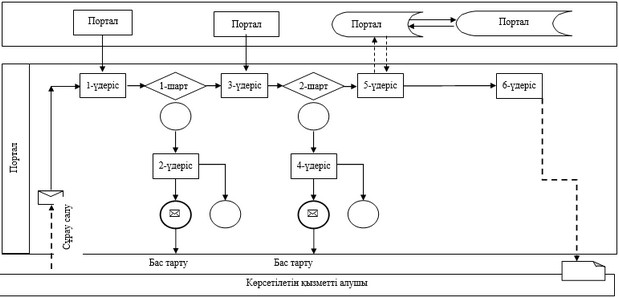 Портал
Портал
Портал
Портал
Портал
1-үдеріс
1-шарт
3-үдеріс
2-шарт
5-үдеріс
6-үдеріс
2-үдеріс
4-үдеріс
Сұрау салу
Бас тарту
Бас тарту
Көрсетілетін қызметті алушы